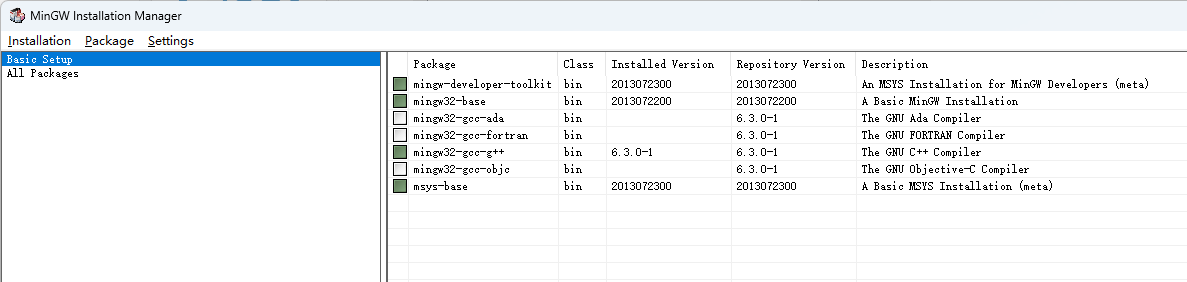 MinGW Installation Manager
Installation Package Settings
Basic Setup
All Packages
Package Class Installed Version Repository Version Description
mingw-developer-toolkit bin 2013072300 2013072300 An MSYS Installation for MinGW Developers (meta)
mingw32-base bin 2013072200 2013072200 A Basic MinGW Installation
mingw32-gcc-ada bin 6.3.0-1 The GNU Ada Compiler
mingw32-gcc-fortran bin 6.3.0-1 The GNU FORTRAN Compiler
mingw32-gcc-g++ bin 6.3.0-1 6.3.0-1 The GNU C++ Compiler
mingw32-gcc-objc bin 6.3.0-1 The GNU Objective-C Compiler
msys-base bin 2013072300 2013072300 A Basic MSYS Installation (meta)